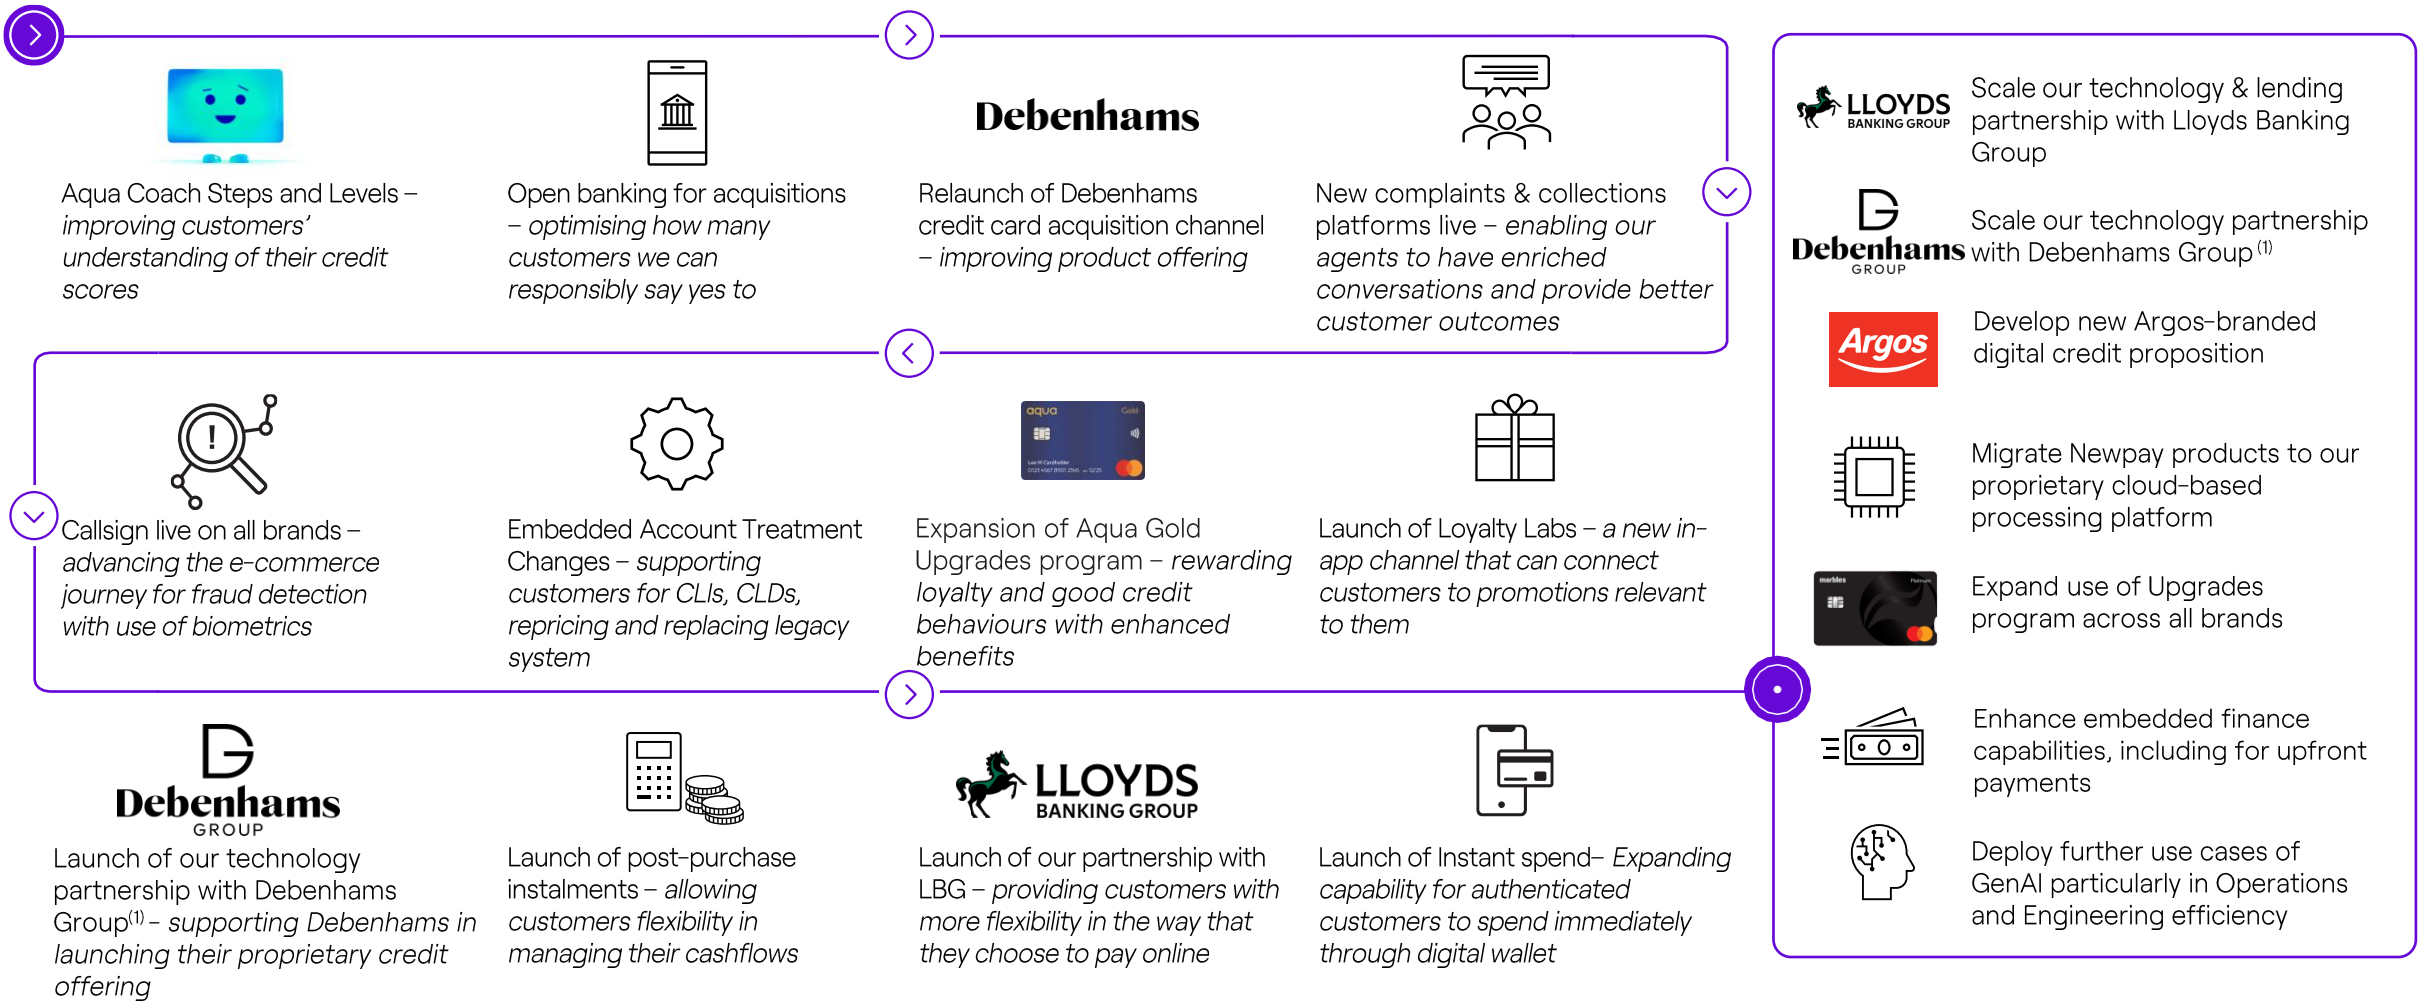 Debenhams
Aqua Coach Steps and Levels –
improving customers’
understanding of their credit
scores
Open banking for acquisitions
– optimising how many
customers we can
responsibly say yes to
Relaunch of Debenhams
credit card acquisition channel
– improving product offering
New complaints & collections
platforms live – enabling our
agents to have enriched
conversations and provide better
customer outcomes
!
aqua
Gold
Callsign live on all brands –
advancing the e-commerce
journey for fraud detection
with use of biometrics
Embedded Account Treatment
Changes – supporting
customers for CLIs, CLDs,
repricing and replacing legacy
system
Expansion of Aqua Gold
Upgrades program – rewarding
loyalty and good credit
behaviours with enhanced
benefits
Launch of Loyalty Labs – a new in-
app channel that can connect
customers to promotions relevant
to them
Debenhams
GROUP
LLOYDS
BANKING GROUP
Launch of our technology
partnership with Debenhams
Group(1) – supporting Debenhams in
launching their proprietary credit
offering
Launch of post-purchase
instalments – allowing
customers flexibility in
managing their cashflows
Launch of our partnership with
LBG – providing customers with
more flexibility in the way that
they choose to pay online
Launch of Instant spend– Expanding
capability for authenticated
customers to spend immediately
through digital wallet
LLOYDS
BANKING GROUP
Scale our technology & lending
partnership with Lloyds Banking
Group
Debenhams
GROUP
Scale our technology partnership
with Debenhams Group (1)
Argos
Develop new Argos-branded
digital credit proposition
Migrate Newpay products to our
proprietary cloud-based
processing platform
marbles
Platinum
Expand use of Upgrades
program across all brands
Enhance embedded finance
capabilities, including for upfront
payments
Deploy further use cases of
GenAI particularly in Operations
and Engineering efficiency